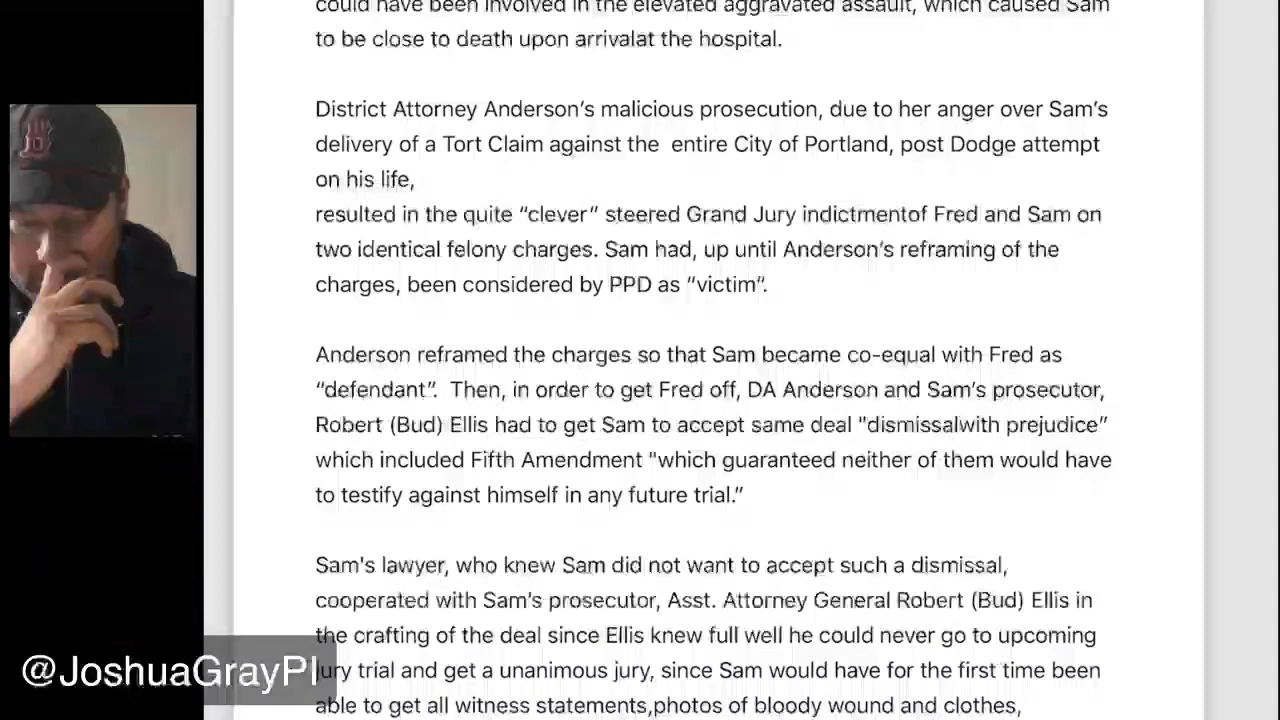 could have been involved in the elevated aggravated assault, which caused Sam
to be close to death upon arrivalat the hospital.
District Attorney Anderson’s malicious prosecution, due to her anger over Sam’s
delivery of a Tort Claim against the  entire City of Portland, post Dodge attempt
on his life,
resulted in the quite “clever” steered Grand Jury indictmentof Fred and Sam on
two identical felony charges. Sam had, up until Anderson’s reframing of the
charges, been considered by PPD as “victim“.
Anderson reframed the charges so that Sam became co-equal with Fred as
“defendant“.  Then, in order to get Fred off, DA Anderson and Sam’s prosecutor,
Robert (Bud) Ellis had to get Sam to accept same deal "dismissalwith prejudice”
which included Fifth Amendment "which guaranteed neither of them would have
to testify against himself in any future trial.”
Sam's lawyer, who knew Sam did not want to accept such a dismissal,
cooperated with Sam’s prosecutor, Asst. Attorney General Robert (Bud) Ellis in
the crafting of the deal since Ellis knew full well he could never go to upcoming
jury trial and get a unanimous jury, since Sam would have for the first time been
able to get all witness statements,photos of bloody wound and clothes,
@JoshuaGrayPI